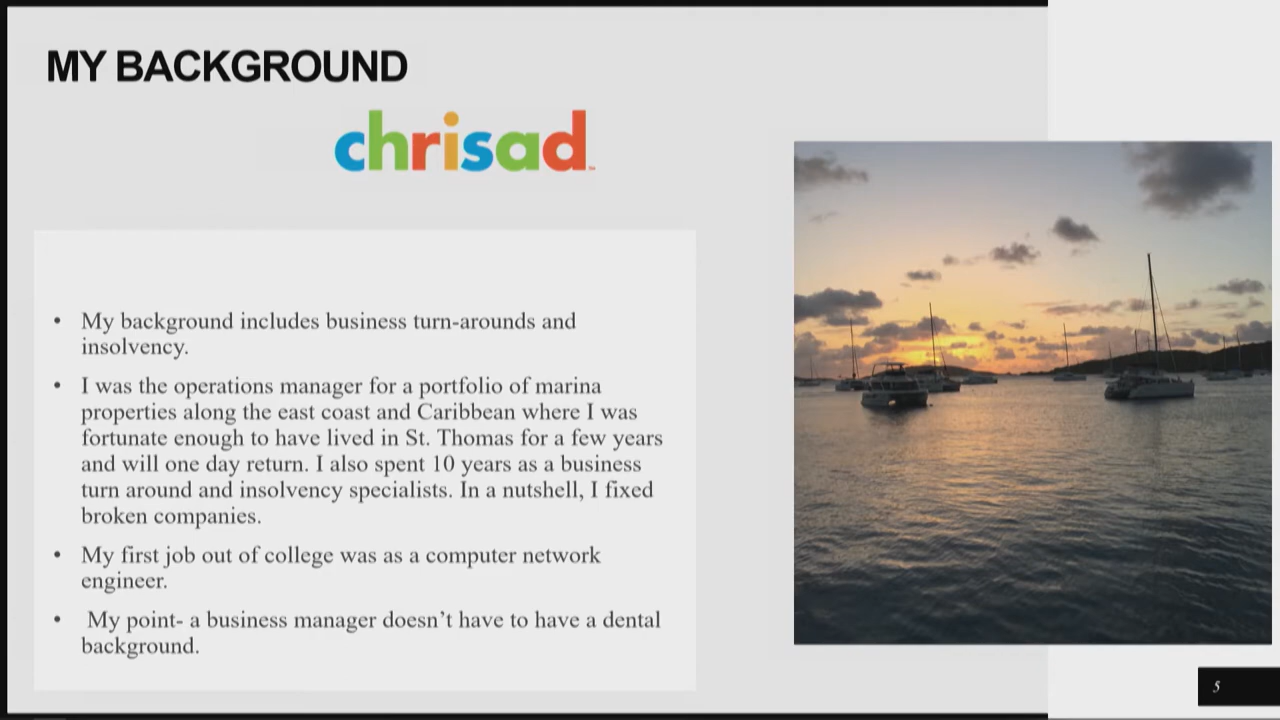 MY BACKGROUND
chrisad
• My background includes business turn-arounds and
insolvency.
• I was the operations manager for a portfolio of marina
properties along the east coast and Caribbean where I was
fortunate enough to have lived in St. Thomas for a few years
and will one day return. I also spent 10 years as a business
turn around and insolvency specialists. In a nutshell, I fixed
broken companies.
• My first job out of college was as a computer network
engineer.
• My point- a business manager doesn’t have to have a dental
background.
5